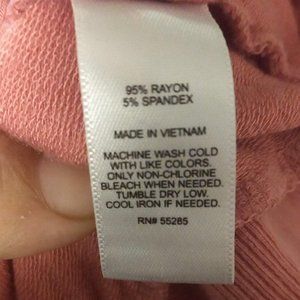 95% RAYON
5% SPANDEX
MADE IN VIETNAM
MACHINE WASH COLD
WITH LIKE COLORS.
ONLY NON-CHLORINE
BLEACH WHEN NEEDED.
TUMBLE DRY LOW.
COOL IRON IF NEEDED.
RN# 55285